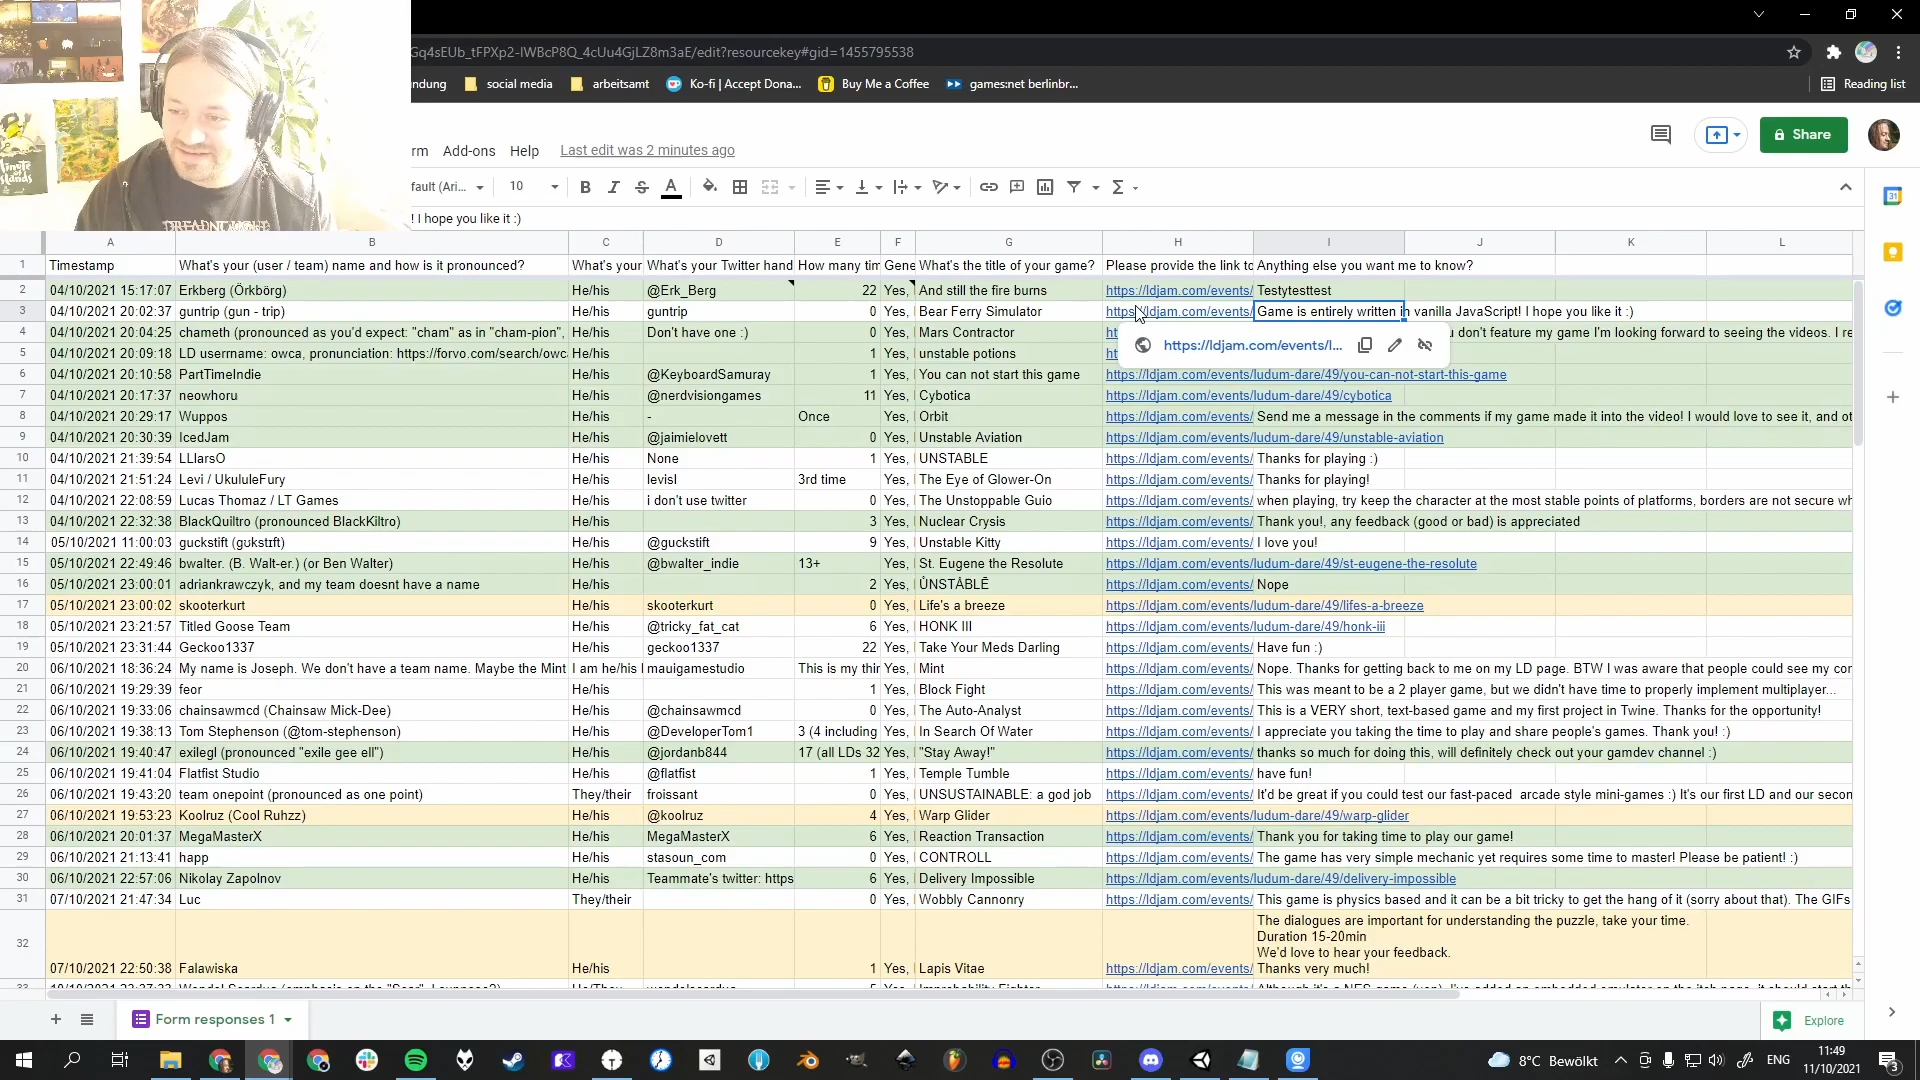 Gq4sEUb_tFPXp2-IWBcP8Q_4cUu4GjLZ8m3aE/edit?resourcekey#gid=1455795538
ndung social media arbeitsamt Ko-fi | Accept Dona... Buy Me a Coffee games:net berlinbr... Reading list
rm Add-ons Help Last edit was 2 minutes ago Share
fault (Ari... 10
! I hope you like it :)
A B C D E F G H I J K L
1 Timestamp What's your (user / team) name and how is it pronounced? What's your What's your Twitter hand How many tim Gene What's the title of your game? Please provide the link to Anything else you want me to know?
2 04/10/2021 15:17:07 Erkberg (Örkbörg) He/his @Erk_Berg 22 Yes, And still the fire burns https://ldjam.com/events/ Testytesttest
3 04/10/2021 20:02:37 guntrip (gun - trip) He/his guntrip 0 Yes, Bear Ferry Simulator https://ldjam.com/events/ Game is entirely written in vanilla JavaScript! I hope you like it :)
4 04/10/2021 20:04:25 chameth (pronounced as you'd expect: "cham" as in "cham-pion", He/his Don't have one :) 0 Yes, Mars Contractor ht don't feature my game I'm looking forward to seeing the videos. I re
https://ldjam.com/events/l...
5 04/10/2021 20:09:18 LD username: owca, pronunciation: https://forvo.com/search/owc He/his 1 Yes, unstable potions ht
6 04/10/2021 20:10:58 PartTimeIndie He/his @KeyboardSamuray 1 Yes, You can not start this game https://ldjam.com/events/ludum-dare/49/you-can-not-start-this-game
7 04/10/2021 20:17:37 neowhoru He/his @nerdvisiongames 11 Yes, Cybotica https://ldjam.com/events/ludum-dare/49/cybotica
8 04/10/2021 20:29:17 Wuppos He/his - Once Yes, Orbit https://ldjam.com/events/ Send me a message in the comments if my game made it into the video! I would love to see it, and ot
9 04/10/2021 20:30:39 IcedJam He/his @jaimielovett 0 Yes, Unstable Aviation https://ldjam.com/events/ludum-dare/49/unstable-aviation
10 04/10/2021 21:39:54 LLlarsO He/his None 1 Yes, UNSTABLE https://ldjam.com/events/ Thanks for playing :)
11 04/10/2021 21:51:24 Levi / UkululeFury He/his levisl 3rd time Yes, The Eye of Glower-On https://ldjam.com/events/ Thanks for playing!
12 04/10/2021 22:08:59 Lucas Thomaz / LT Games He/his i don't use twitter 0 Yes, The Unstoppable Guio https://ldjam.com/events/ when playing, try keep the character at the most stable points of platforms, borders are not secure wh
13 04/10/2021 22:32:38 BlackQuiltro (pronounced BlackKiltro) He/his 3 Yes, Nuclear Crysis https://ldjam.com/events/ Thank you!, any feedback (good or bad) is appreciated
14 05/10/2021 11:00:03 guckstift (gʊkstɪft) He/his @guckstift 9 Yes, Unstable Kitty https://ldjam.com/events/ I love you!
15 05/10/2021 22:49:46 bwalter. (B. Walt-er.) (or Ben Walter) He/his @bwalter_indie 13+ Yes, St. Eugene the Resolute https://ldjam.com/events/ludum-dare/49/st-eugene-the-resolute
16 05/10/2021 23:00:01 adriankrawczyk, and my team doesnt have a name He/his 2 Yes, ŮNSTÅBLĒ https://ldjam.com/events/ Nope
17 05/10/2021 23:00:02 skooterkurt He/his skooterkurt 0 Yes, Life's a breeze https://ldjam.com/events/ludum-dare/49/lifes-a-breeze
18 05/10/2021 23:21:57 Titled Goose Team He/his @tricky_fat_cat 6 Yes, HONK III https://ldjam.com/events/ludum-dare/49/honk-iii
19 05/10/2021 23:31:44 Geckoo1337 He/his geckoo1337 22 Yes, Take Your Meds Darling https://ldjam.com/events/ Have fun :)
20 06/10/2021 18:36:24 My name is Joseph. We don't have a team name. Maybe the Mint I am he/his mauigamestudio This is my thir Yes, Mint https://ldjam.com/events/ Nope. Thanks for getting back to me on my LD page. BTW I was aware that people could see my cor
21 06/10/2021 19:29:39 feor He/his 1 Yes, Block Fight https://ldjam.com/events/ This was meant to be a 2 player game, but we didn't have time to properly implement multiplayer...
22 06/10/2021 19:33:06 chainsawmcd (Chainsaw Mick-Dee) He/his @chainsawmcd 0 Yes, The Auto-Analyst https://ldjam.com/events/ This is a VERY short, text-based game and my first project in Twine. Thanks for the opportunity!
23 06/10/2021 19:38:13 Tom Stephenson (@tom-stephenson) He/his @DeveloperTom1 3 (4 including Yes, In Search Of Water https://ldjam.com/events/ I appreciate you taking the time to play and share people's games. Thank you! :)
24 06/10/2021 19:40:47 exilegl (pronounced "exile gee ell") He/his @jordanb844 17 (all LDs 32 Yes, "Stay Away!" https://ldjam.com/events/ thanks so much for doing this, will definitely check out your gamdev channel :)
25 06/10/2021 19:41:04 Flatfist Studio He/his @flatfist 1 Yes, Temple Tumble https://ldjam.com/events/ have fun!
26 06/10/2021 19:43:20 team onepoint (pronounced as one point) They/their froissant 0 Yes, UNSUSTAINABLE: a god job https://ldjam.com/events/ It'd be great if you could test our fast-paced arcade style mini-games :) It's our first LD and our secon
27 06/10/2021 19:53:23 Koolruz (Cool Ruhzz) He/his @koolruz 4 Yes, Warp Glider https://ldjam.com/events/ludum-dare/49/warp-glider
28 06/10/2021 20:01:37 MegaMasterX He/his MegaMasterX 6 Yes, Reaction Transaction https://ldjam.com/events/ Thank you for taking time to play our game!
29 06/10/2021 21:13:41 happ He/his stasoun_com 0 Yes, CONTROLL https://ldjam.com/events/ The game has very simple mechanic yet requires some time to master! Please be patient! :)
30 06/10/2021 22:57:06 Nikolay Zapolnov He/his Teammate's twitter: https 6 Yes, Delivery Impossible https://ldjam.com/events/ludum-dare/49/delivery-impossible
31 07/10/2021 21:47:34 Luc They/their 0 Yes, Wobbly Cannonry https://ldjam.com/events/ This game is physics based and it can be a bit tricky to get the hang of it (sorry about that). The GIFs
The dialogues are important for understanding the puzzle, take your time.
Duration 15-20min
We'd love to hear your feedback.
32 07/10/2021 22:50:38 Falawiska He/his 1 Yes, Lapis Vitae https://ldjam.com/events/ Thanks very much!
Form responses 1 Explore
8°C Bewölkt ENG 11:49
11/10/2021 3